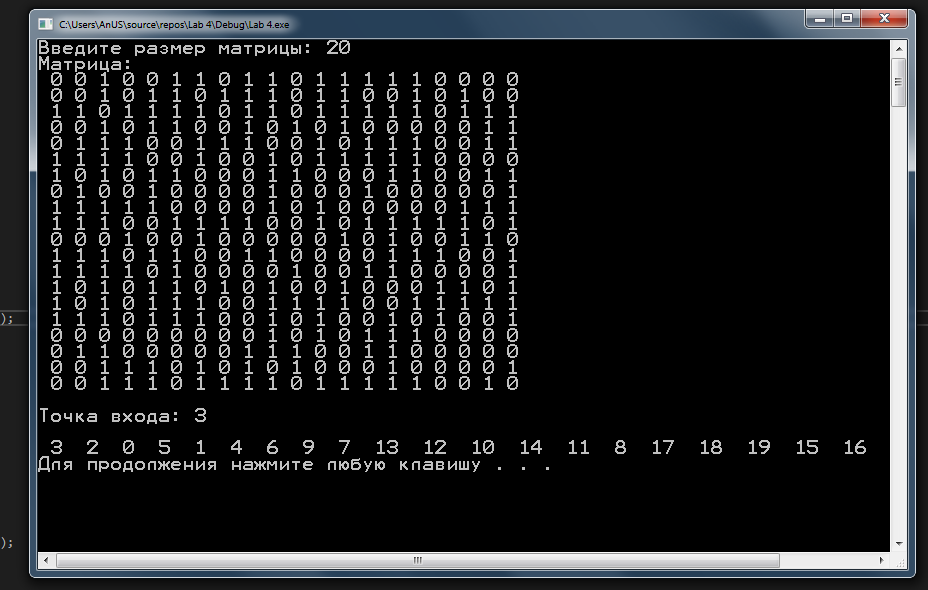 C:\Users\AnUS\source\repos\Lab 4\Debug\Lab 4.exe
Введите размер матрицы: 20
Матрица:
0 0 1 0 0 1 1 0 1 1 0 1 1 1 1 1 0 0 0 0
0 0 1 0 1 1 0 1 1 1 0 1 1 0 0 1 0 1 0 0
1 1 0 1 1 1 1 0 1 1 0 1 1 1 1 1 0 1 1 1
0 0 1 0 1 1 0 0 1 0 1 0 1 0 0 0 0 0 1 1
0 1 1 1 0 0 1 1 1 0 0 1 0 1 1 1 0 0 1 1
1 1 1 1 0 0 1 0 0 1 0 1 1 1 1 1 0 0 0 0
1 0 1 0 1 1 0 0 1 1 1 0 0 0 1 1 0 1 0 1
0 1 0 0 1 0 0 0 0 1 0 0 0 1 0 0 0 0 0 1
1 1 1 1 1 0 0 0 0 1 0 1 0 0 0 0 0 1 1 1
1 1 1 0 0 1 1 1 1 0 0 1 0 1 1 1 1 1 0 1
0 0 0 1 0 0 1 0 0 0 0 0 1 0 1 0 0 1 1 0
1 1 1 0 1 1 0 0 1 1 0 0 0 0 1 1 1 0 0 1
1 1 1 1 0 1 0 0 0 0 1 0 0 1 1 0 0 0 0 1
1 0 1 0 1 1 0 1 0 1 0 0 1 0 1 1 1 0 1 1
1 0 1 0 1 1 1 0 0 1 1 1 1 0 0 1 1 1 1 1
1 1 0 1 1 1 1 0 0 1 0 1 0 0 1 0 1 0 0 1
0 0 0 0 0 0 0 0 0 1 0 1 0 1 1 1 0 0 0 0
0 1 1 0 0 0 0 0 1 1 1 0 0 1 1 0 0 0 0 0
0 0 1 1 1 0 1 0 1 0 1 0 0 0 1 0 0 0 0 1
0 0 1 1 1 0 1 1 1 1 0 1 1 1 1 1 0 0 1 0
Точка входа: 3
3 2 0 5 1 4 6 9 7 13 12 10 14 11 8 17 18 19 15 16
Для продолжения нажмите любую клавишу . . .
);
);